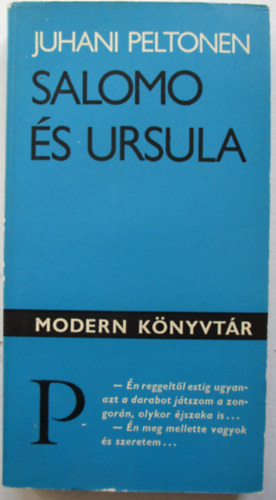 JUHANI PELTONEN
SALOMO
ÉS URSULA
MODERN KÖNYVTÁR
P
— Én reggeltől estig ugyan-
azt a darabot játszom a zon-
gorán, olykor éjszaka is...
— Én meg mellette vagyok
és szeretem...